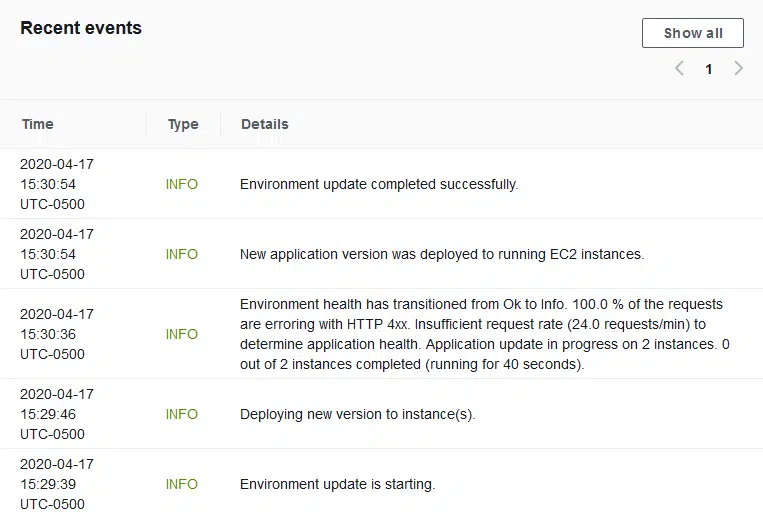 Recent events
Show all
1
Time Type Details
2020-04-17
15:30:54
UTC-0500
INFO
Environment update completed successfully.
2020-04-17
15:30:54
UTC-0500
INFO
New application version was deployed to running EC2 instances.
2020-04-17
15:30:36
UTC-0500
INFO
Environment health has transitioned from Ok to Info. 100.0 % of the requests
are erroring with HTTP 4xx. Insufficient request rate (24.0 requests/min) to
determine application health. Application update in progress on 2 instances. 0
out of 2 instances completed (running for 40 seconds).
2020-04-17
15:29:46
UTC-0500
INFO
Deploying new version to instance(s).
2020-04-17
15:29:39
UTC-0500
INFO
Environment update is starting.